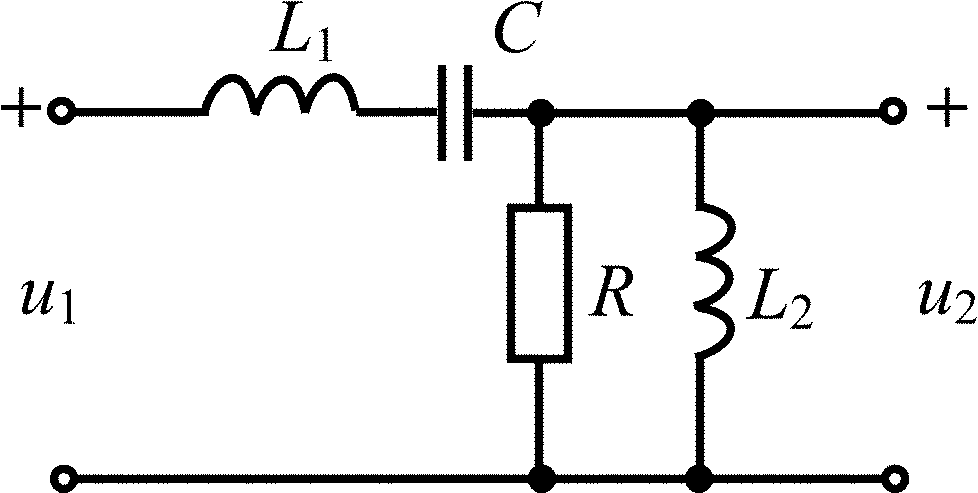 L₁ C
+ +
u₁ R L₂ u₂